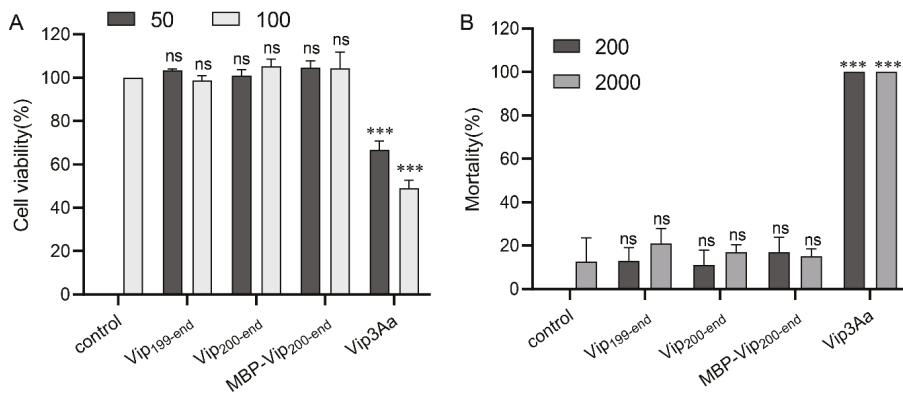 A
50 100
Cell viability(%)
120
100
80
60
40
20
0
ns ns ns ns ns ns *** ***
control Vip199-end Vip200-end MBP-Vip200-end Vip3Aa
B
200
2000
Mortality(%)
120
100
80
60
40
20
0
ns ns ns ns ns ns *** ***
control Vip199-end Vip200-end MBP-Vip200-end Vip3Aa